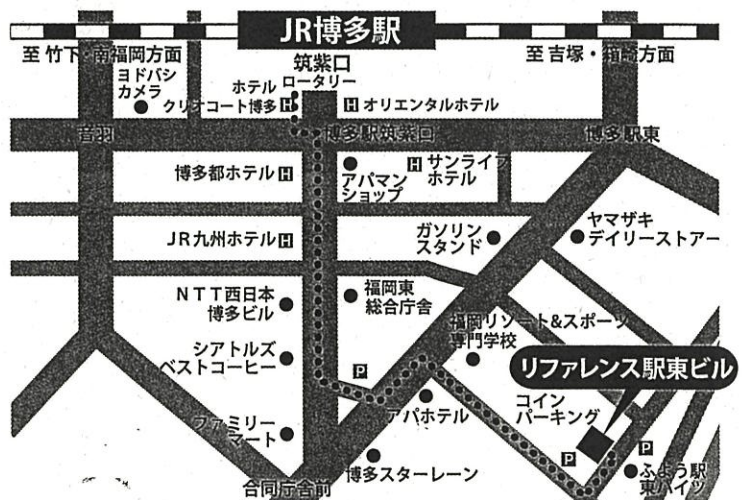 JR博多駅
至 竹下・南福岡方面
至 吉塚・箱崎方面
筑紫口
ロータリー
ヨドバシ
カメラ
ホテル
クリオコート博多 H
H オリエンタルホテル
音羽
博多駅筑紫口
博多駅東
博多都ホテル H
アパマン
ショップ
H サンライフ
ホテル
JR九州ホテル H
ガソリン
スタンド
ヤマザキ
デイリーストアー
NTT西日本
博多ビル
福岡東
総合庁舎
福岡リゾート&スポーツ
専門学校
シアトルズ
ベストコーヒー
P
リファレンス駅東ビル
アパホテル
コイン
パーキング
ファミリー
マート
P
P
博多スターレーン
ふよう駅
東ハイツ
合同庁舎前